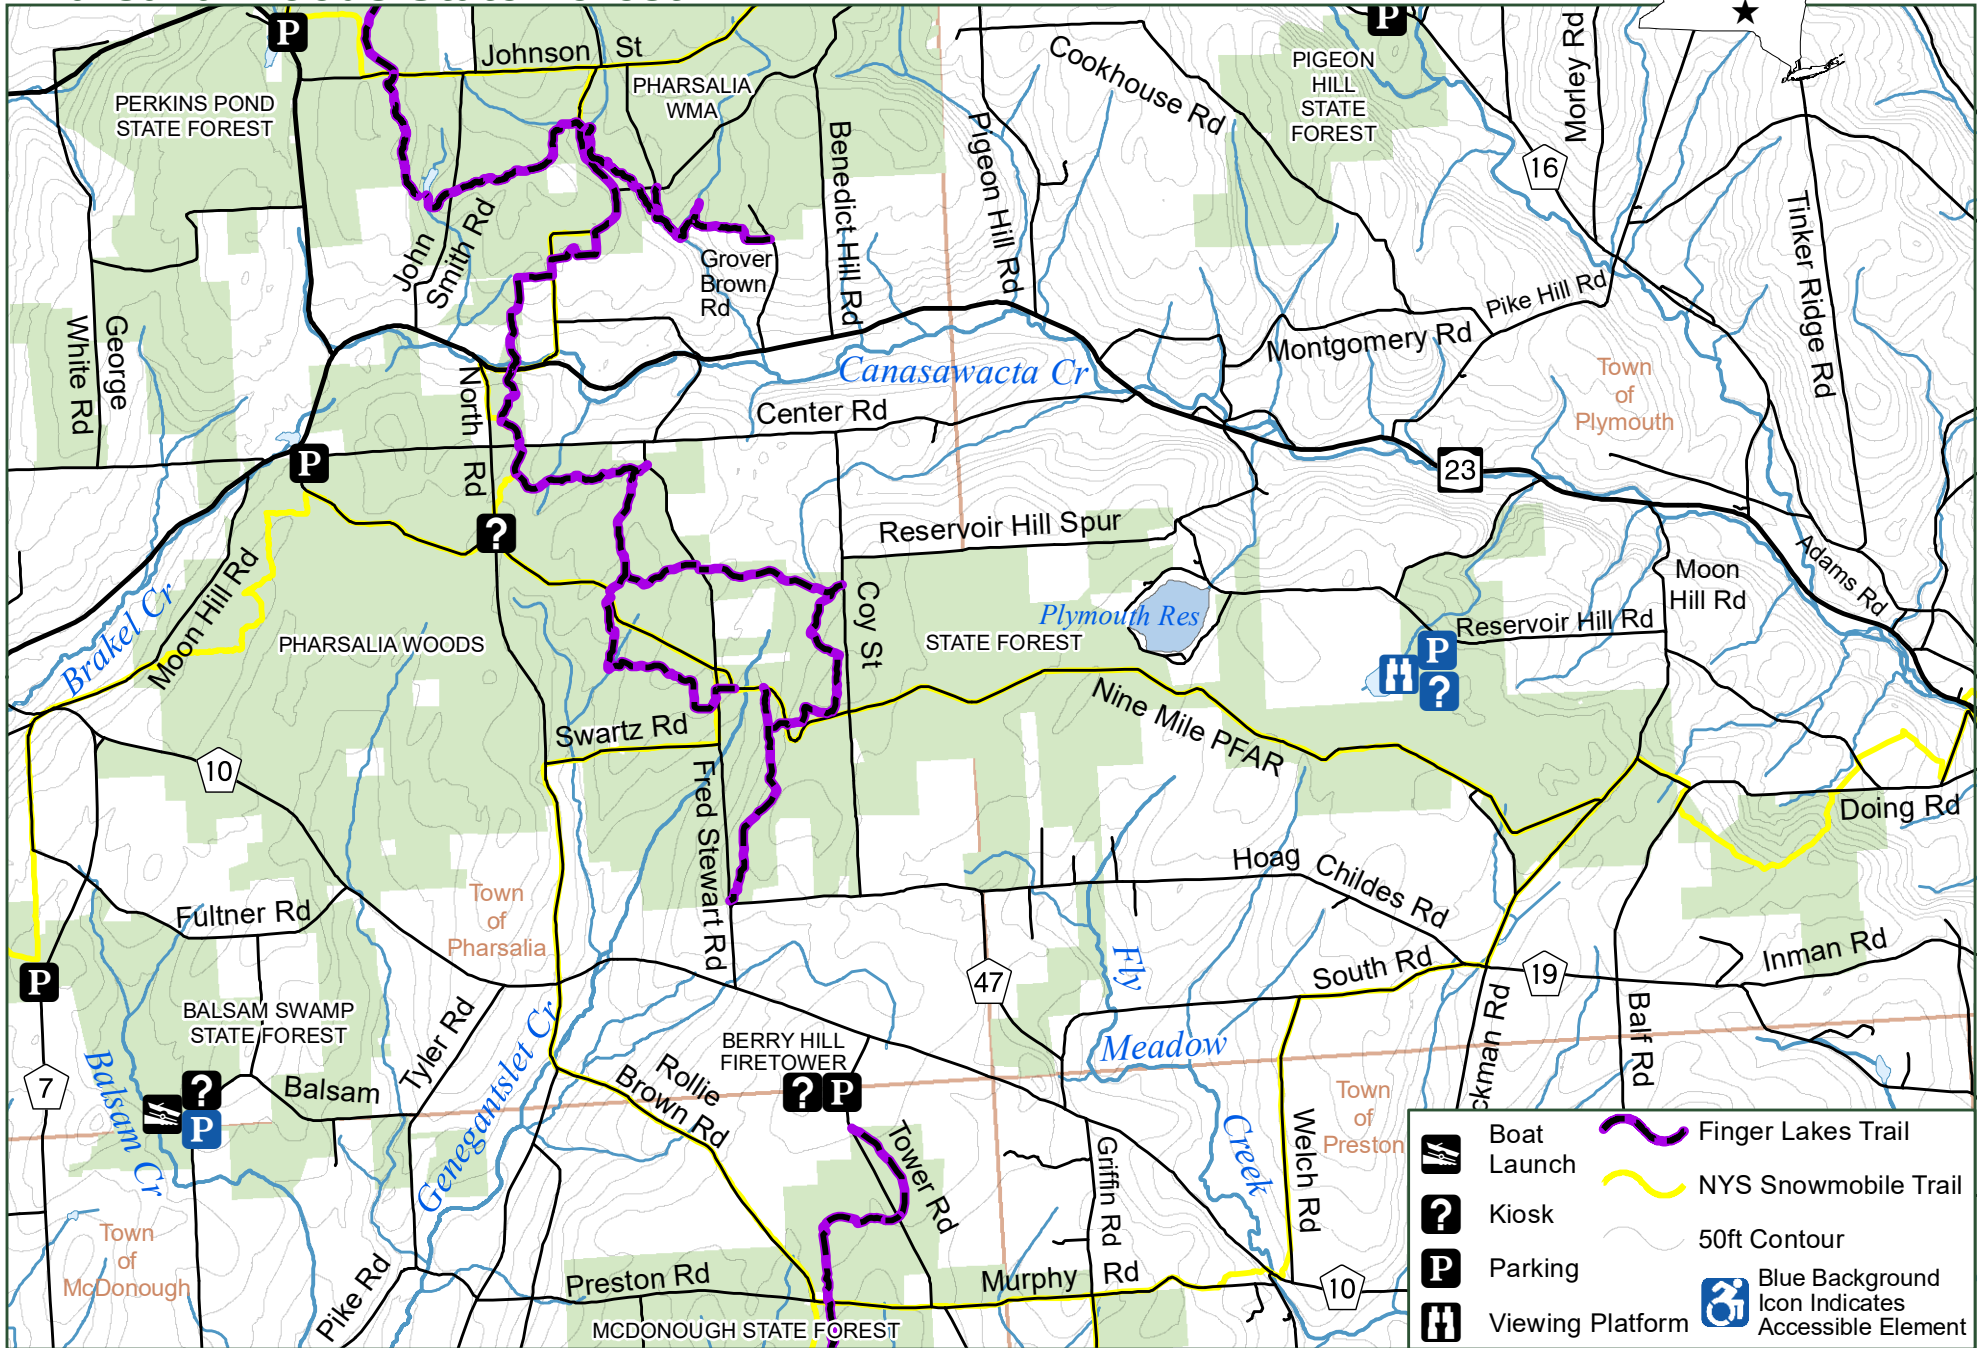 P
P
Johnson St
Cookhouse Rd
Morley Rd
PERKINS POND
STATE FOREST
PHARSALIA
WMA
PIGEON
HILL
STATE
FOREST
16
Benedict Hill Rd
Pigeon Hill Rd
Tinker Ridge Rd
John
Smith Rd
Grover
Brown
Rd
Pike Hill Rd
George
White Rd
Montgomery Rd
Canasawacta Cr
Town
of
Plymouth
North Rd
Center Rd
P
23
?
Reservoir Hill Spur
Adams Rd
Moon
Hill Rd
Brakel Cr
Moon Hill Rd
Coy St
Plymouth Res
Reservoir Hill Rd
PHARSALIA WOODS
STATE FOREST
P
?
Nine Mile PFAR
Swartz Rd
10
Fred Stewart Rd
Doing Rd
Hoag Childes Rd
Town
of
Pharsalia
Fultner Rd
Fly
Meadow
Creek
Inman Rd
P
47
South Rd
19
BALSAM SWAMP
STATE FOREST
Tyler Rd
Genegantslet Cr
BERRY HILL
FIRETOWER
ckman Rd
Balf Rd
7
Balsam Cr
?
P
Balsam
Rollie
Brown Rd
? P
Tower Rd
Griffin Rd
Welch Rd
Town
of
Preston
Town
of
McDonough
Pike Rd
Preston Rd
Murphy Rd
10
MCDONOUGH STATE FOREST
Boat
Launch
? Kiosk
P Parking
Viewing Platform
Finger Lakes Trail
NYS Snowmobile Trail
50ft Contour
Blue Background
Icon Indicates
Accessible Element